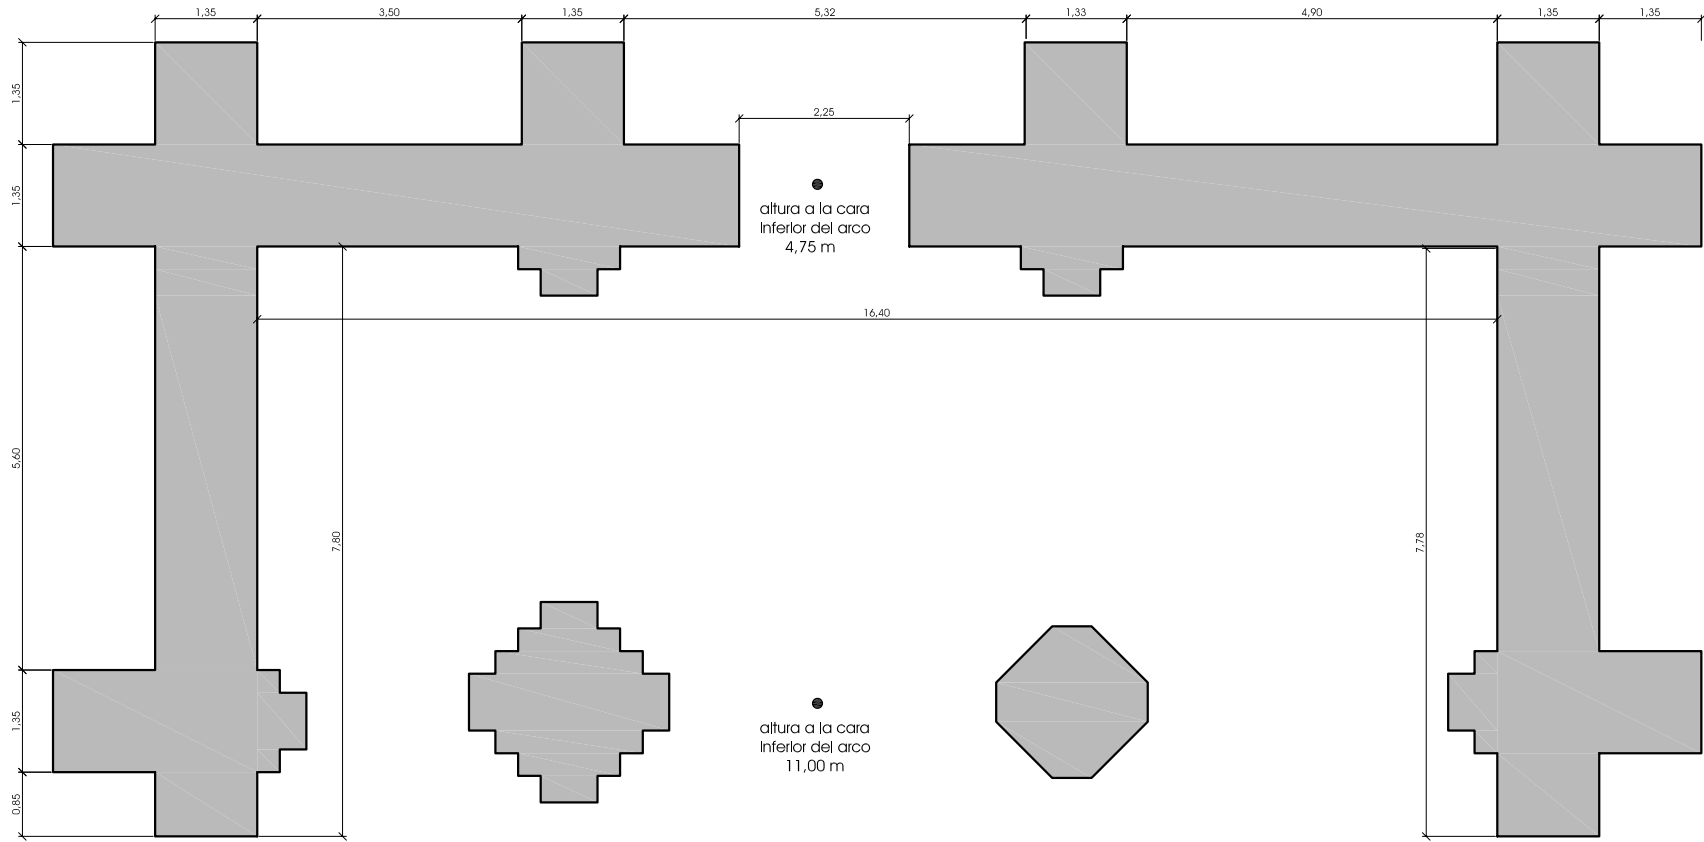 1,35
3,50
1,35
5,32
1,33
4,90
1,35
1,35
1,35
2,25
1,35
altura a la cara
Inferior del arco
4,75 m
16,40
5,60
7,80
7,78
1,35
altura a la cara
Inferior del arco
11,00 m
0,85